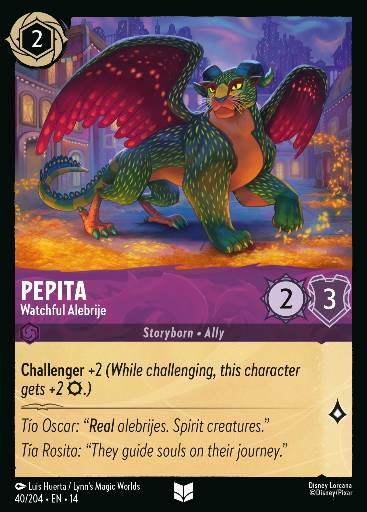 2
PEPITA
Watchful Alebrije
2
3
Storyborn • Ally
Challenger +2 (While challenging, this character
gets +2 .)
Tío Oscar: “Real alebrijes. Spirit creatures.”
Tía Rosita: “They guide souls on their journey.”
Luis Huerta / Lynn's Magic Worlds
40/204 • EN • 14
Disney Lorcana
©Disney/Pixar